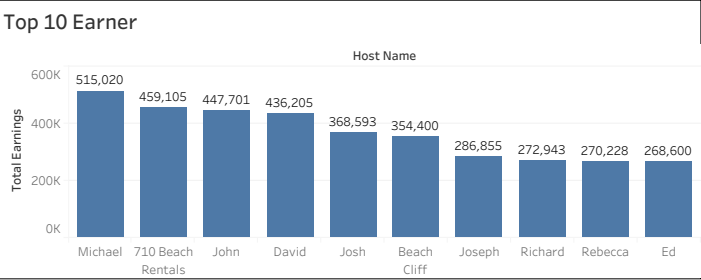 Top 10 Earner
Host Name
Total Earnings
600K
400K
200K
0K
515,020
459,105
447,701
436,205
368,593
354,400
286,855
272,943
270,228
268,600
Michael
710 Beach
Rentals
John
David
Josh
Beach
Cliff
Joseph
Richard
Rebecca
Ed